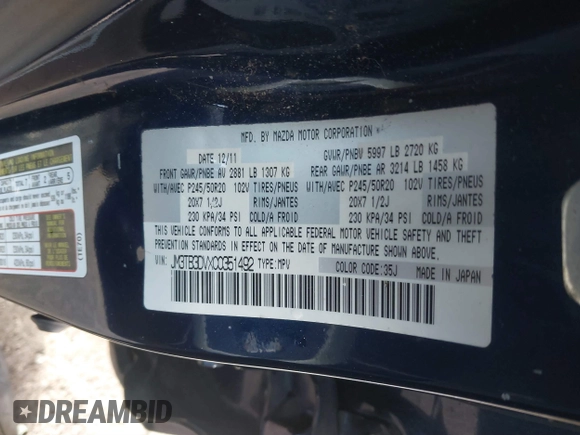 MFD. BY MAZDA MOTOR CORPORATION
DATE 12/11 GVWR/PNBV 5997 LB 2720 KG
FRONT GAWR/PNBE AV 2881 LB 1307 KG REAR GAWR/PNBE AR 3214 LB 1458 KG
WITH/AVEC P245/50R20 102V TIRES/PNEUS WITH/AVEC P245/50R20 102V TIRES/PNEUS
20X7 1/2J RIMS/JANTES 20X7 1/2J RIMS/JANTES
230 KPA/34 PSI COLD/A FROID 230 KPA/34 PSI COLD/A FROID
THIS VEHICLE CONFORMS TO ALL APPLICABLE FEDERAL MOTOR VEHICLE SAFETY AND THEFT
PREVENTION STANDARDS IN EFFECT ON THE DATE OF MANUFACTURE SHOWN ABOVE.
VIN: JM3TB3DVXC0351492 TYPE:MPV COLOR CODE:35J MADE IN JAPAN
(1E70)
DREAMBID